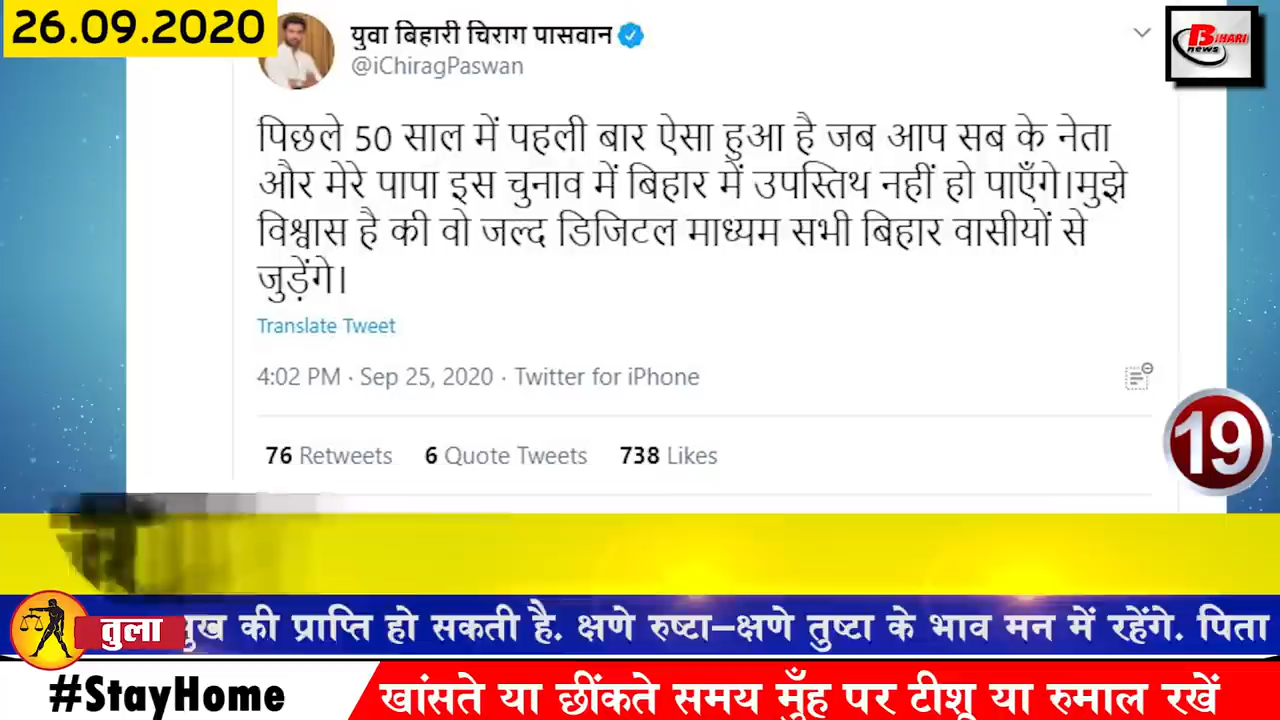 26.09.2020
युवा बिहारी चिराग पासवान
@iChiragPaswan
BIHARI
news
पिछले 50 साल में पहली बार ऐसा हुआ है जब आप सब के नेता
और मेरे पापा इस चुनाव में बिहार में उपस्तिथ नहीं हो पाएँगे।मुझे
विश्वास है की वो जल्द डिजिटल माध्यम सभी बिहार वासीयों से
जुड़ेंगे।
Translate Tweet
4:02 PM · Sep 25, 2020 · Twitter for iPhone
76 Retweets 6 Quote Tweets 738 Likes
19
तुला
की प्राप्ति हो सकती है. क्षणे रुष्टा–क्षणे तुष्टा के भाव मन में रहेंगे. पिता
#StayHome
खांसते या छींकते समय मुँह पर टीशू या रुमाल रखें